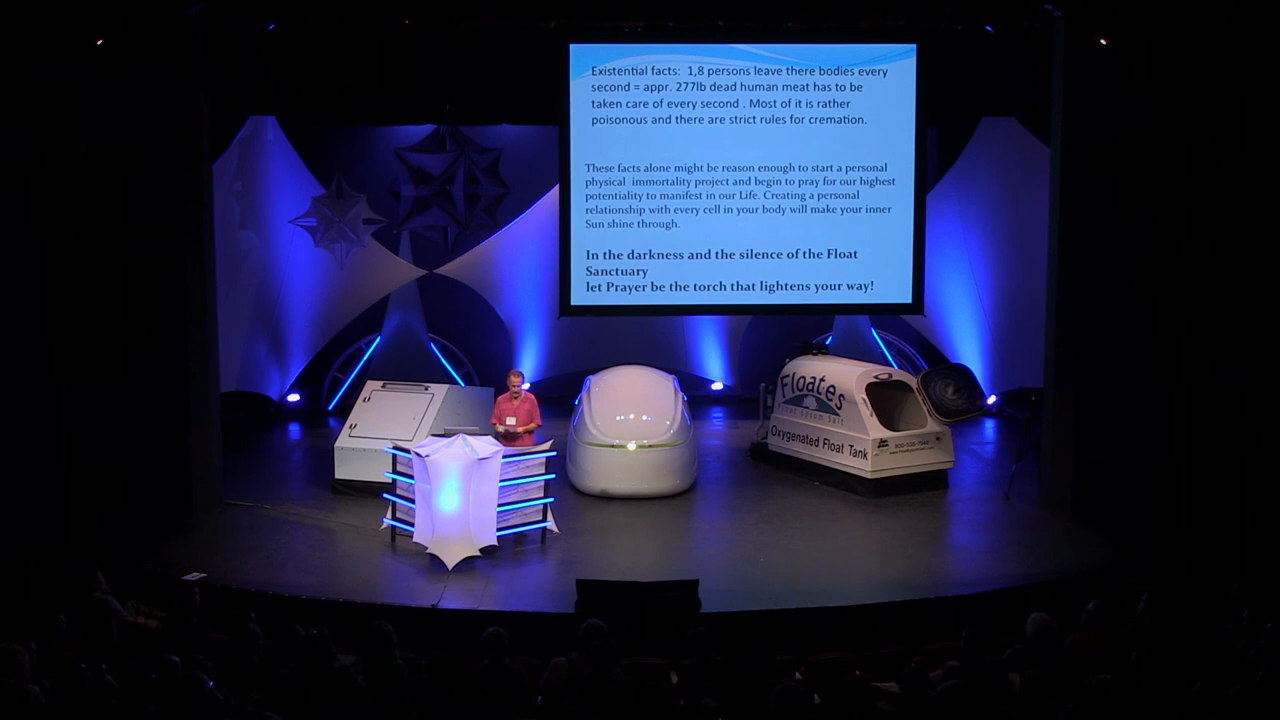 Existential facts:  1,8 persons leave there bodies every
second = appr. 277lb dead human meat has to be
taken care of every second . Most of it is rather
poisonous and there are strict rules for cremation.
These facts alone might be reason enough to start a personal
physical  immortality project and begin to pray for our highest
potentiality to manifest in our Life. Creating a personal
relationship with every cell in your body will make your inner
Sun shine through.
In the darkness and the silence of the Float
Sanctuary
let Prayer be the torch that lightens your way!
Floates
Float Epsom Salt
Oxygenated Float Tank